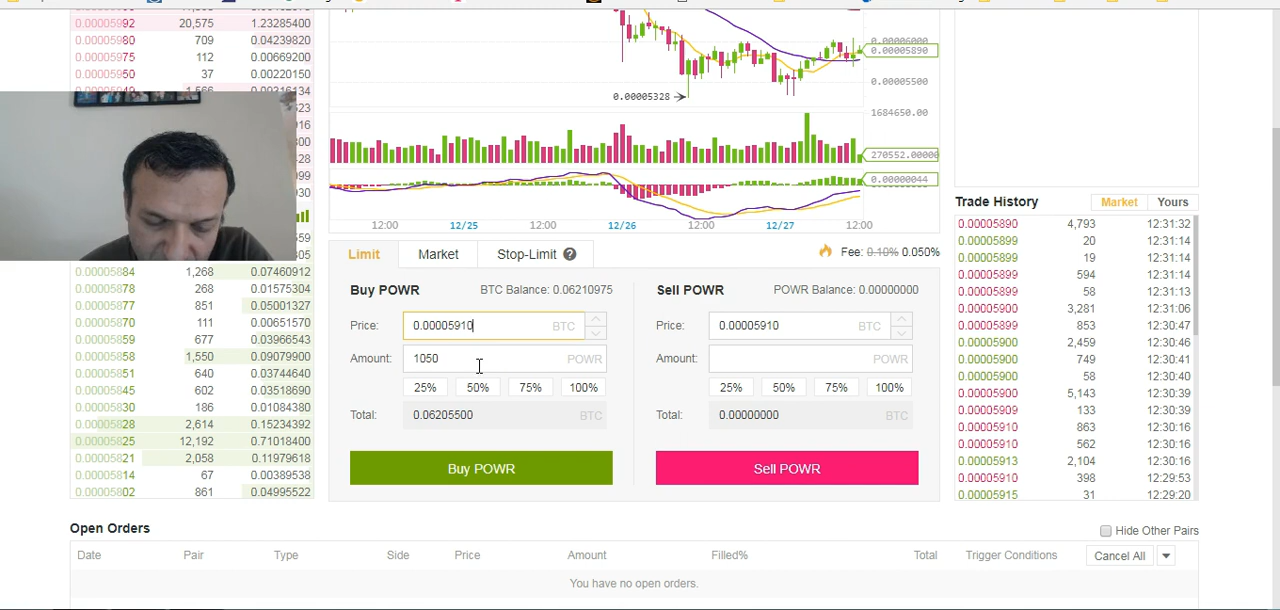 0.00005992 20,575 1.23285400
0.00005980 709 0.04239820
0.00005975 112 0.00669200
0.00005950 37 0.00220150
0.00006000
0.00005890
0.00005500
0.00005328
1684650.00
270552.00000
0.00000044
12:00 12/25 12:00 12/26 12:00 12/27 12:00
0.00005884 1,268 0.07460912
0.00005878 268 0.01575304
0.00005877 851 0.05001327
0.00005870 111 0.00651570
0.00005859 677 0.03966543
0.00005858 1,550 0.09079900
0.00005851 640 0.03744640
0.00005845 602 0.03518690
0.00005830 186 0.01084380
0.00005828 2,614 0.15234392
0.00005825 12,192 0.71018400
0.00005821 2,058 0.11979618
0.00005814 67 0.00389538
0.00005802 861 0.04995522
Limit Market Stop-Limit ? Fee: 0.10% 0.050%
Buy POWR BTC Balance: 0.06210975
Price: 0.00005910 BTC
Amount: 1050 POWR
25% 50% 75% 100%
Total: 0.06205500 BTC
Buy POWR
Sell POWR POWR Balance: 0.00000000
Price: 0.00005910 BTC
Amount: POWR
25% 50% 75% 100%
Total: 0.00000000 BTC
Sell POWR
Trade History Market Yours
0.00005890 4,793 12:31:32
0.00005899 20 12:31:14
0.00005899 19 12:31:14
0.00005899 594 12:31:14
0.00005899 58 12:31:13
0.00005900 3,281 12:31:06
0.00005899 853 12:30:47
0.00005900 2,459 12:30:46
0.00005900 749 12:30:41
0.00005900 58 12:30:40
0.00005900 5,143 12:30:39
0.00005909 133 12:30:39
0.00005910 863 12:30:16
0.00005910 562 12:30:16
0.00005913 2,104 12:30:16
0.00005910 398 12:29:53
0.00005915 31 12:29:20
Open Orders Hide Other Pairs
Date Pair Type Side Price Amount Filled% Total Trigger Conditions Cancel All
You have no open orders.